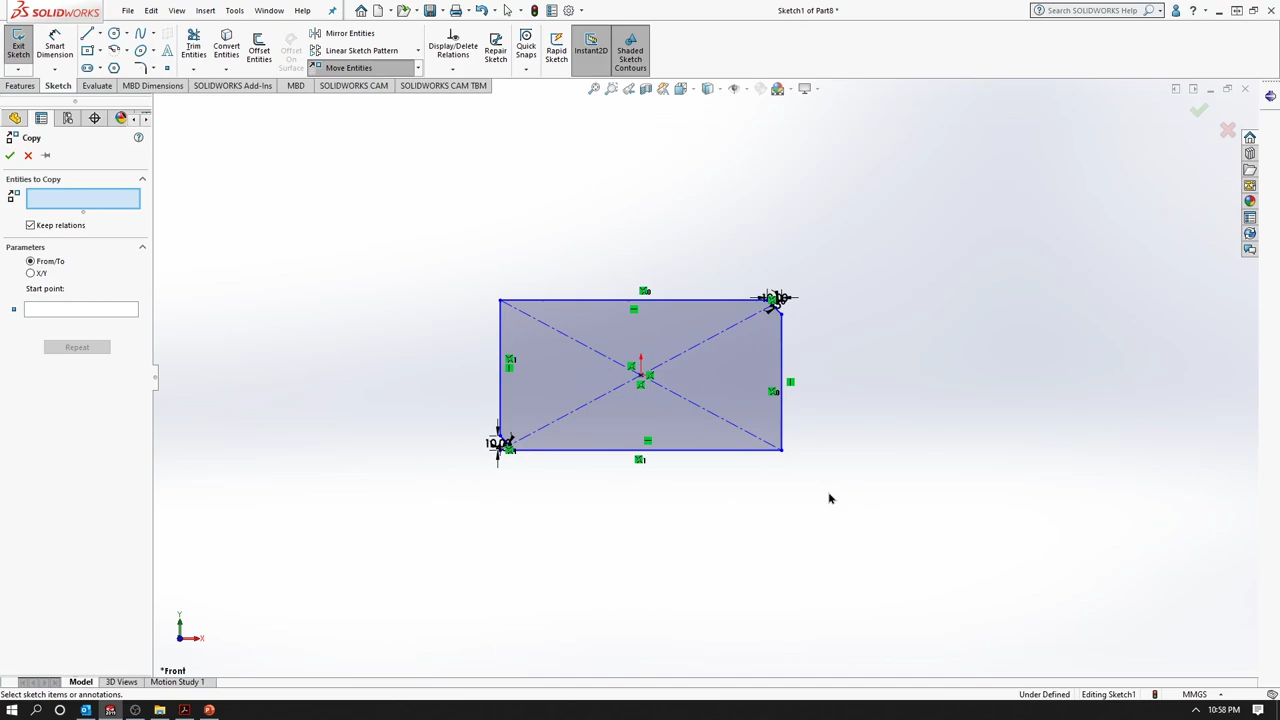 SOLIDWORKS
File Edit View Insert Tools Window
Sketch1 of Part8 *
Search SOLIDWORKS Help
Exit Sketch
Smart Dimension
Trim Entities
Convert Entities
Offset Entities
Offset On Surface
Mirror Entities
Linear Sketch Pattern
Move Entities
Display/Delete Relations
Repair Sketch
Quick Snaps
Rapid Sketch
Instant2D
Shaded Sketch Contours
Features Sketch Evaluate MBD Dimensions SOLIDWORKS Add-Ins MBD SOLIDWORKS CAM SOLIDWORKS CAM TBM
Copy
Entities to Copy
Keep relations
Parameters
From/To
X/Y
Start point:
Repeat
Y
X
*Front
Model 3D Views Motion Study 1
Select sketch items or annotations.
Under Defined Editing Sketch1 MMGS
10:58 PM